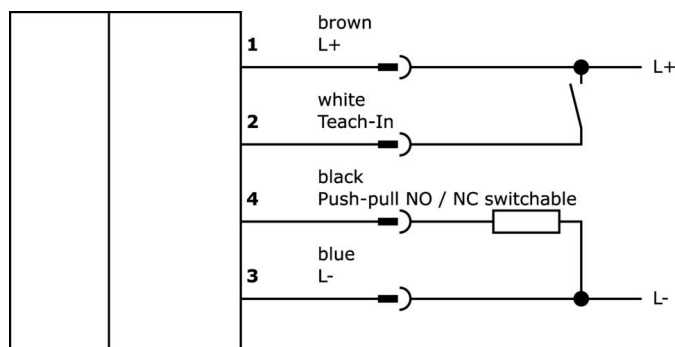 brown
1 L+ L+
white
2 Teach-In
black
4 Push-pull NO / NC switchable
blue
3 L- L-